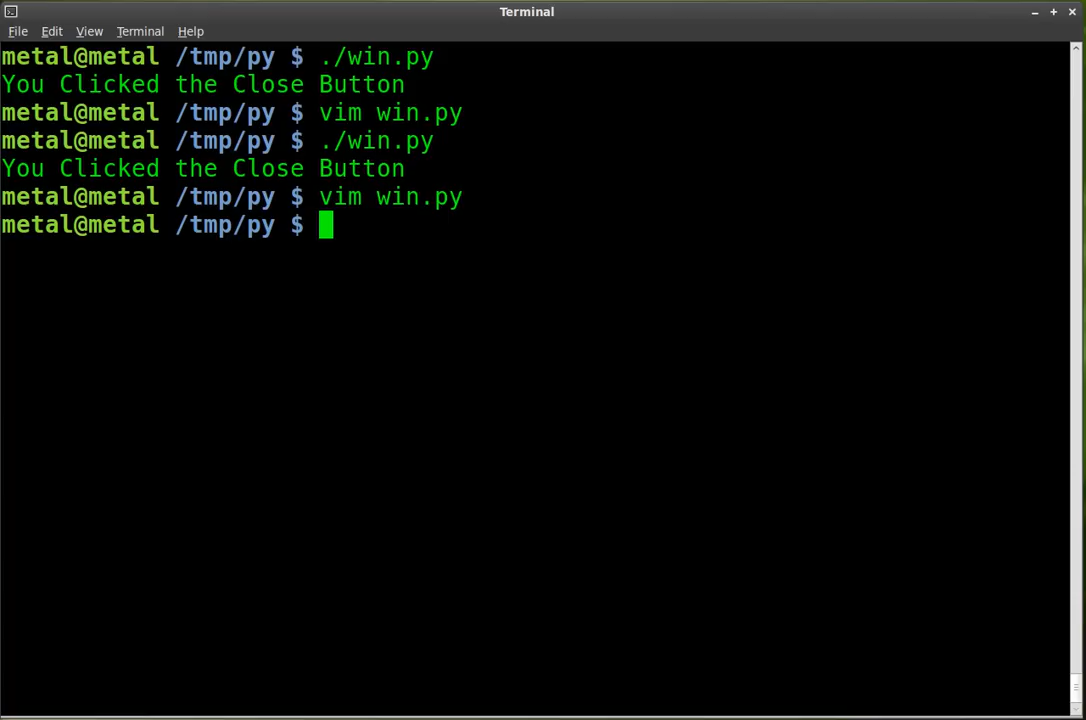 Terminal
File Edit View Terminal Help
metal@metal /tmp/py $ ./win.py
You Clicked the Close Button
metal@metal /tmp/py $ vim win.py
metal@metal /tmp/py $ ./win.py
You Clicked the Close Button
metal@metal /tmp/py $ vim win.py
metal@metal /tmp/py $